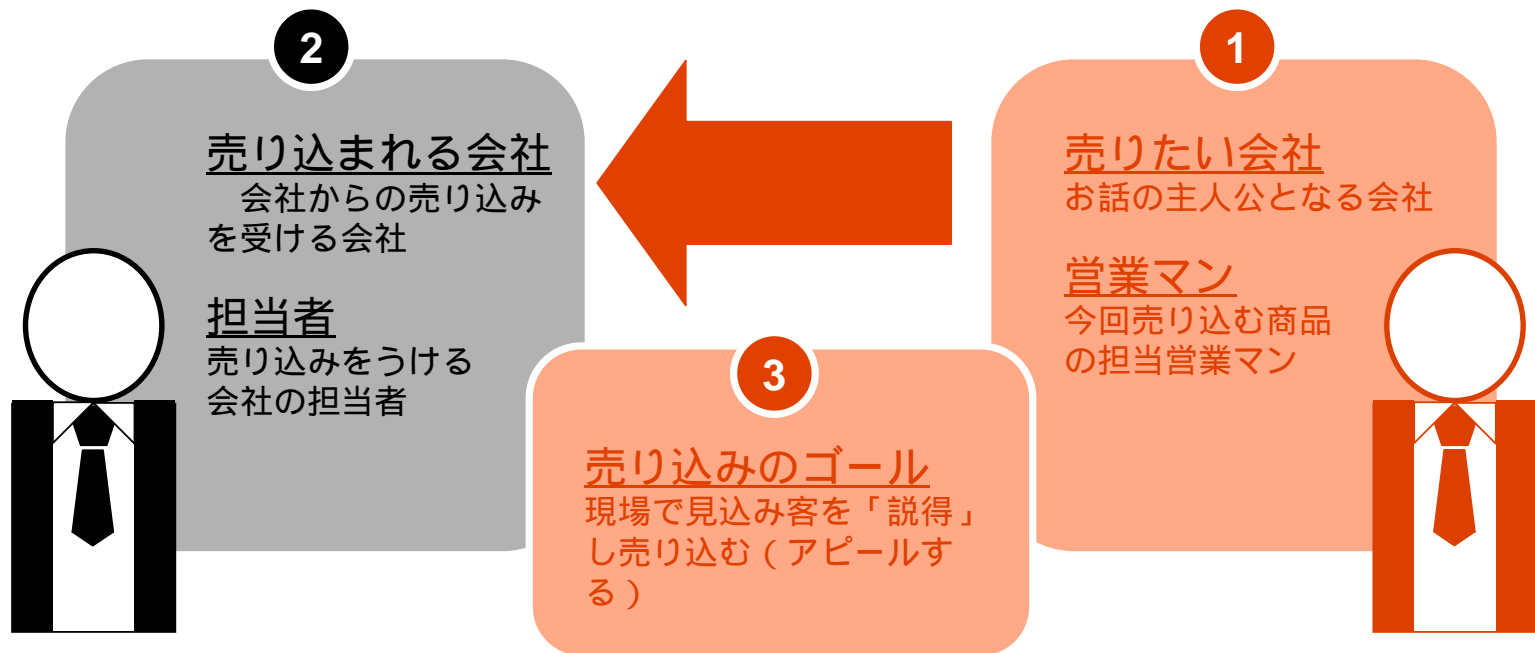 2
売り込まれる会社
　会社からの売り込み
を受ける会社
担当者
売り込みをうける
会社の担当者
1
売りたい会社
お話の主人公となる会社
営業マン
今回売り込む商品
の担当営業マン
3
売り込みのゴール
現場で見込み客を「説得」
し売り込む（アピールす
る）